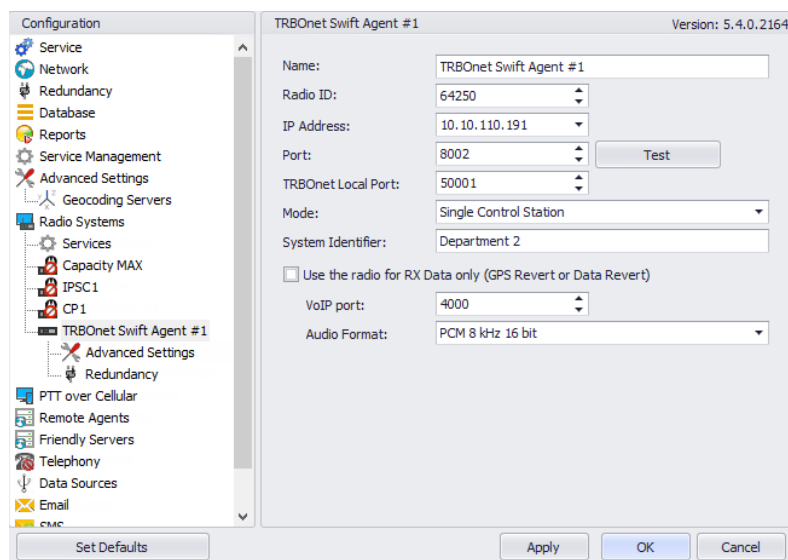 Configuration
Service
Network
Redundancy
Database
Reports
Service Management
Advanced Settings
Geocoding Servers
Radio Systems
Services
Capacity MAX
IPSC1
CP1
TRBOnet Swift Agent #1
Advanced Settings
Redundancy
PTT over Cellular
Remote Agents
Friendly Servers
Telephony
Data Sources
Email
SMS
Set Defaults
TRBOnet Swift Agent #1 Version: 5.4.0.2164
Name: TRBOnet Swift Agent #1
Radio ID: 64250
IP Address: 10.10.110.191
Port: 8002 Test
TRBOnet Local Port: 50001
Mode: Single Control Station
System Identifier: Department 2
Use the radio for RX Data only (GPS Revert or Data Revert)
VoIP port: 4000
Audio Format: PCM 8 kHz 16 bit
Apply OK Cancel